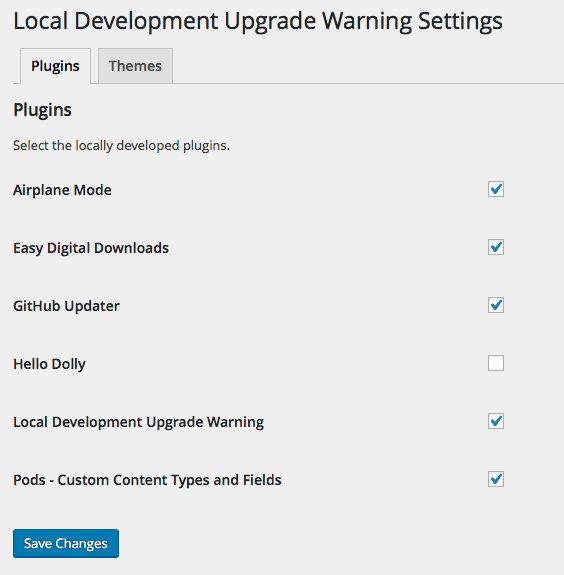 Local Development Upgrade Warning Settings
Plugins
Themes
Plugins
Select the locally developed plugins.
Airplane Mode
Easy Digital Downloads
GitHub Updater
Hello Dolly
Local Development Upgrade Warning
Pods - Custom Content Types and Fields
Save Changes